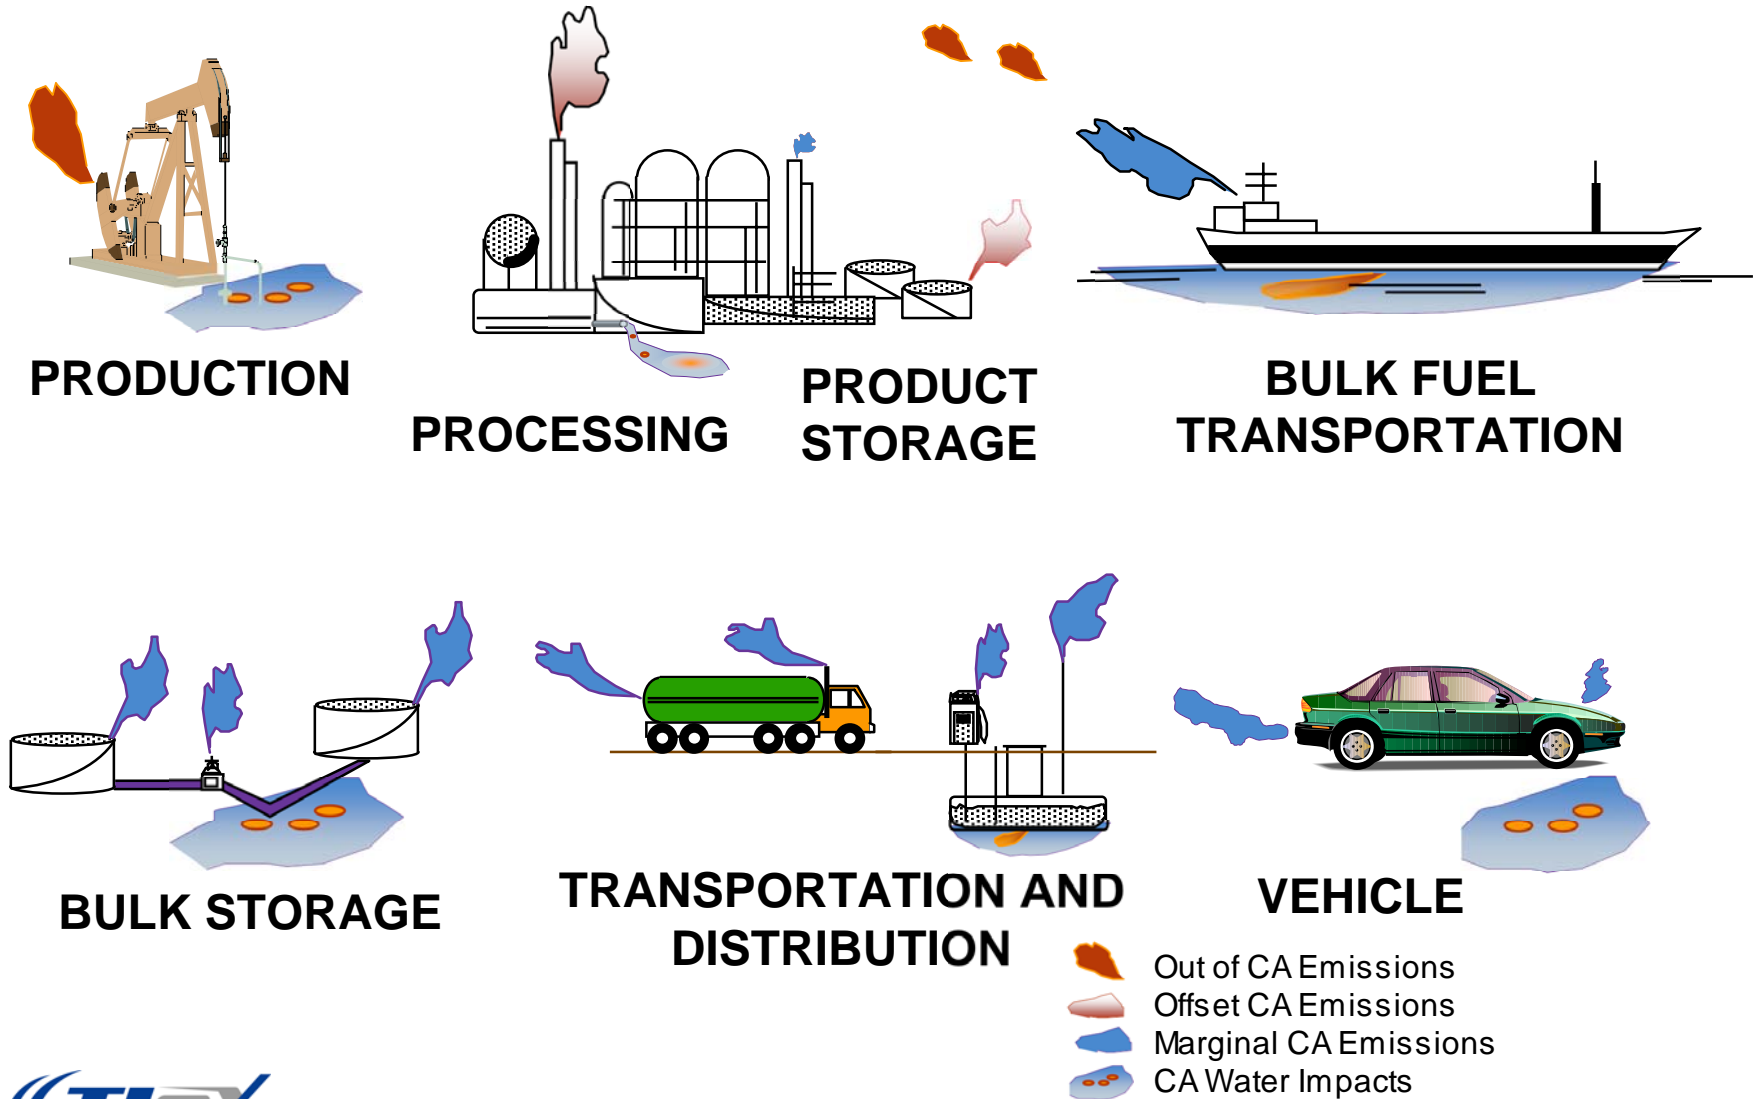 PRODUCTION
PROCESSING
PRODUCT
STORAGE
BULK FUEL
TRANSPORTATION
BULK STORAGE
TRANSPORTATION AND
DISTRIBUTION
VEHICLE
Out of CA Emissions
Offset CA Emissions
Marginal CA Emissions
CA Water Impacts